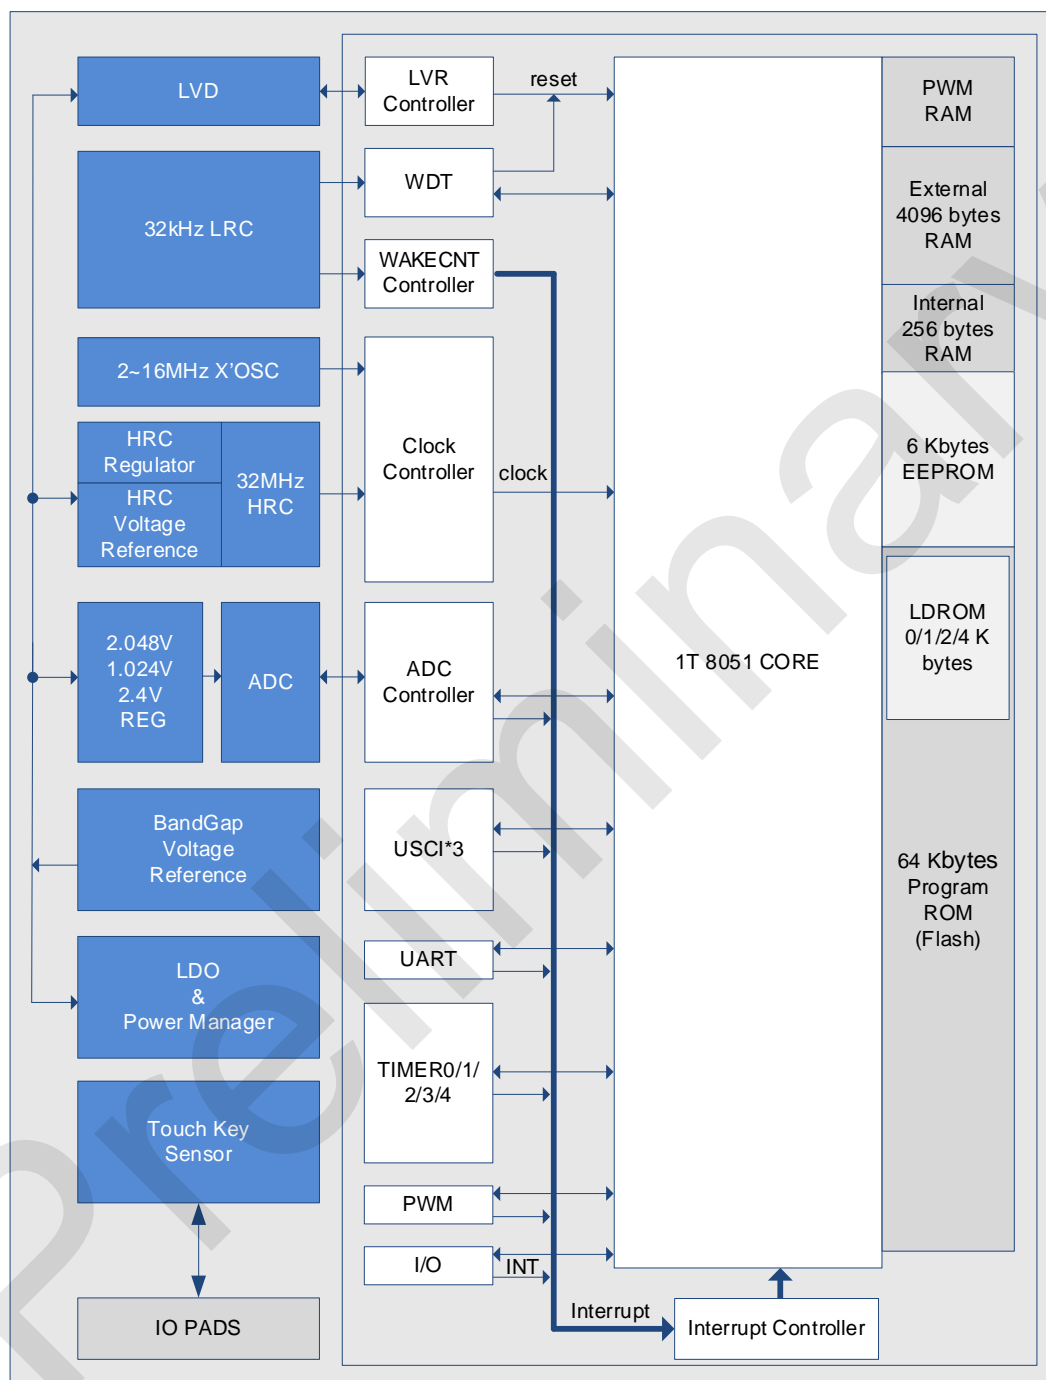 LVD
LVR
Controller
reset
PWM
RAM
WDT
32kHz LRC
External
4096 bytes
RAM
WAKECNT
Controller
Internal
256 bytes
RAM
2~16MHz X'OSC
HRC
Regulator
HRC
Voltage
Reference
32MHz
HRC
Clock
Controller
clock
6 Kbytes
EEPROM
2.048V
1.024V
2.4V
REG
ADC
ADC
Controller
1T 8051 CORE
LDROM
0/1/2/4 K
bytes
BandGap
Voltage
Reference
USCI*3
64 Kbytes
Program
ROM
(Flash)
UART
LDO
&
Power Manager
TIMER0/1/
2/3/4
Touch Key
Sensor
PWM
I/O
INT
IO PADS
Interrupt
Interrupt Controller
Preliminary